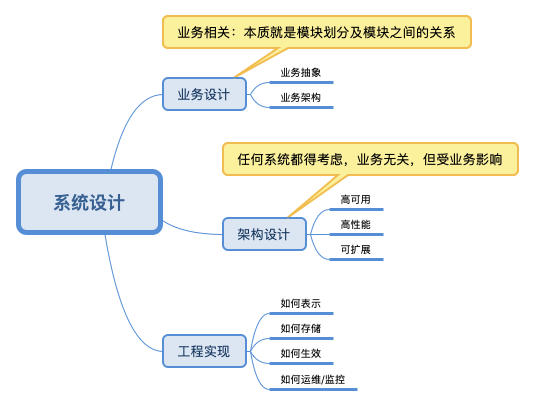 业务相关：本质就是模块划分及模块之间的关系
业务设计
业务抽象
业务架构
任何系统都得考虑，业务无关，但受业务影响
系统设计
架构设计
高可用
高性能
可扩展
工程实现
如何表示
如何存储
如何生效
如何运维/监控